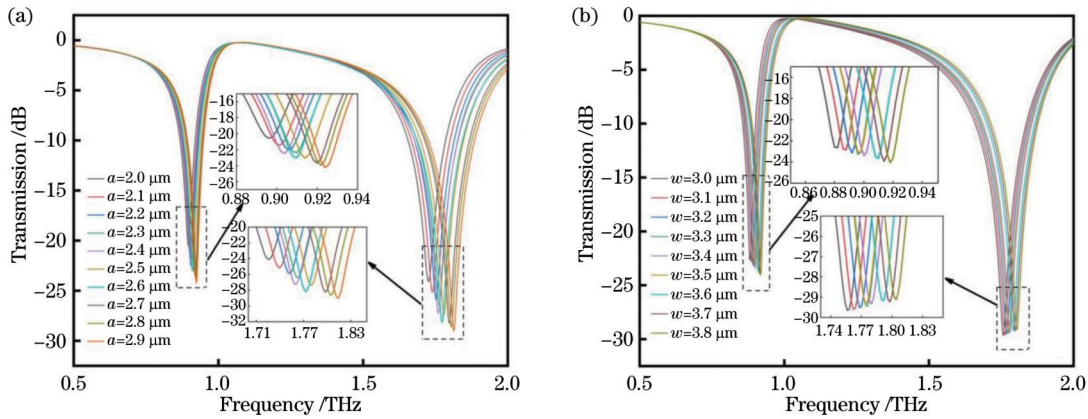 (a)
Transmission /dB
0
−5
−10
−15
−20
−25
−30
a=2.0 μm
a=2.1 μm
a=2.2 μm
a=2.3 μm
a=2.4 μm
a=2.5 μm
a=2.6 μm
a=2.7 μm
a=2.8 μm
a=2.9 μm
−16
−18
−20
−22
−24
−26
0.88 0.90 0.92 0.94
−20
−22
−24
−26
−28
−30
−32
1.71 1.77 1.83
0.5 1.0 1.5 2.0
Frequency /THz
(b)
Transmission /dB
0
−5
−10
−15
−20
−25
−30
w=3.0 μm
w=3.1 μm
w=3.2 μm
w=3.3 μm
w=3.4 μm
w=3.5 μm
w=3.6 μm
w=3.7 μm
w=3.8 μm
−16
−18
−20
−22
−24
−26
0.86 0.88 0.90 0.92 0.94
−25
−26
−27
−28
−29
−30
1.74 1.77 1.80 1.83
0.5 1.0 1.5 2.0
Frequency /THz